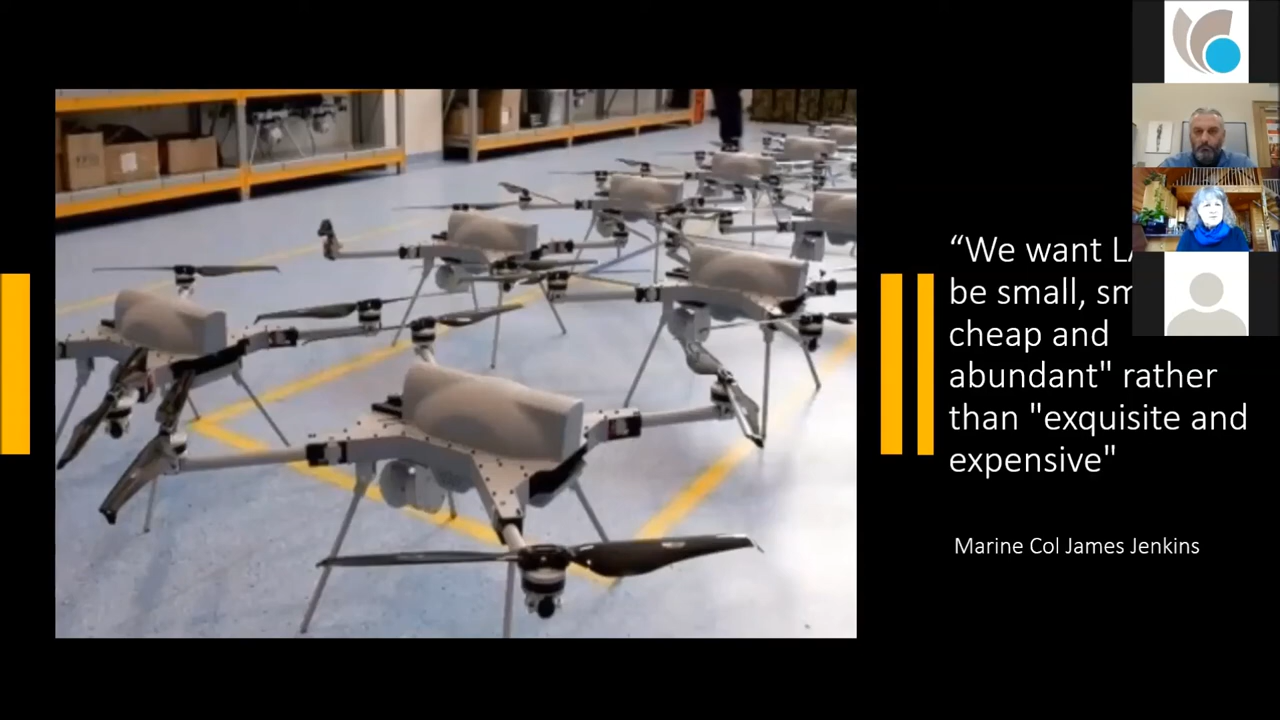 “We want
be small,
cheap and
abundant" rather
than "exquisite and
expensive"
Marine Col James Jenkins